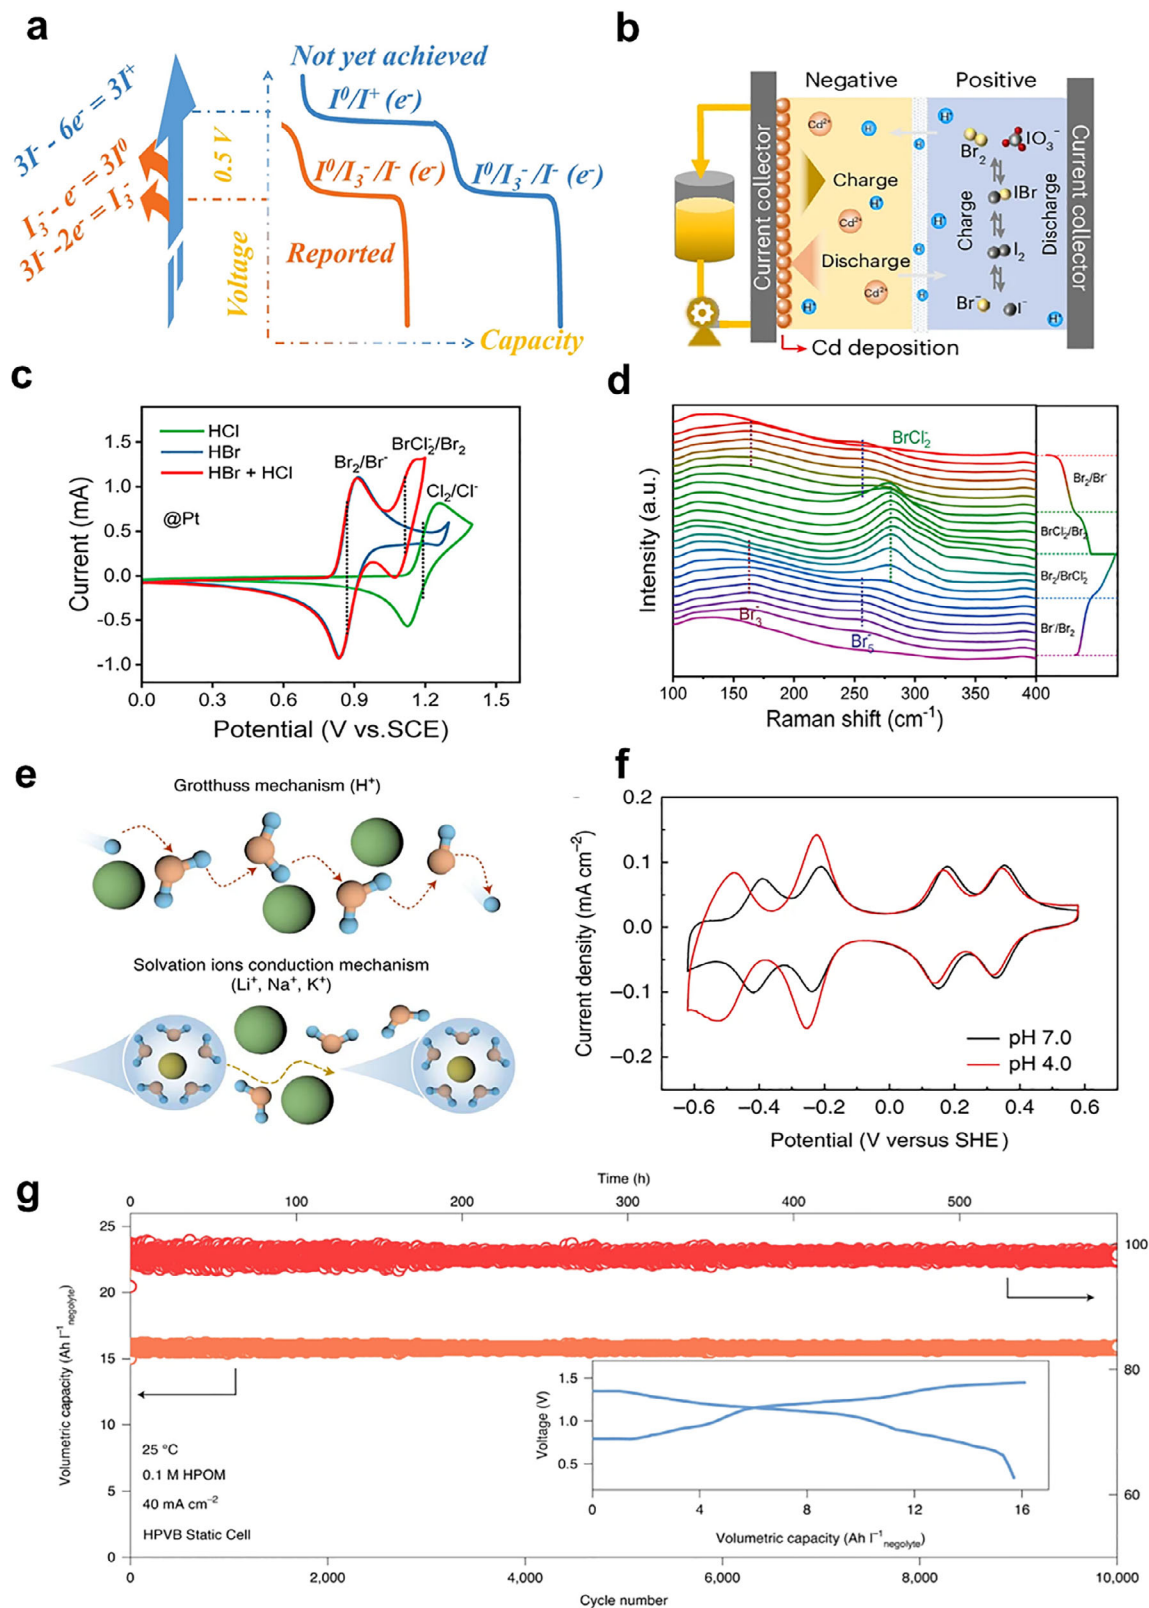 a
Not yet achieved
3I⁻ - 6e⁻ = 3I⁺
I₃⁻ - e⁻ = 3I⁰
3I⁻ - 2e⁻ = I₃⁻
0.5 V
Voltage
I⁰/I⁺ (e⁻)
I⁰/I₃⁻/I⁻ (e⁻)
I⁰/I₃⁻/I⁻ (e⁻)
Reported
Capacity
b
Negative
Positive
Current collector
Current collector
Cd²⁺
H⁺
H⁺
H⁺
Br₂
IO₃⁻
Charge
H⁺
Cd²⁺
H⁺
IBr
Charge
Discharge
Discharge
H⁺
I₂
Cd²⁺
H⁺
H⁺
Br⁻
I⁻
H⁺
Cd deposition
c
HCl
HBr
HBr + HCl
@Pt
Br₂/Br⁻
BrCl₂⁻/Br₂
Cl₂/Cl⁻
1.5
1.0
0.5
0.0
-0.5
-1.0
Current (mA)
0.0 0.3 0.6 0.9 1.2 1.5
Potential (V vs.SCE)
d
Intensity (a.u.)
BrCl₂⁻
Br₃⁻
Br₅⁻
Br₂/Br⁻
BrCl₂⁻/Br₂
Br₂/BrCl₂⁻
Br⁻/Br₂
100 150 200 250 300 350 400
Raman shift (cm⁻¹)
e
Grotthuss mechanism (H⁺)
Solvation ions conduction mechanism
(Li⁺, Na⁺, K⁺)
f
0.2
0.1
0.0
−0.1
−0.2
Current density (mA cm⁻²)
pH 7.0
pH 4.0
−0.6 −0.4 −0.2 0.0 0.2 0.4 0.6
Potential (V versus SHE)
g
Time (h)
0 100 200 300 400 500
25
20
15
10
5
0
Volumetric capacity (Ah l⁻¹negolyte)
100
80
60
25 °C
0.1 M HPOM
40 mA cm⁻²
HPVB Static Cell
1.5
1.0
0.5
Voltage (V)
0 4 8 12 16
Volumetric capacity (Ah l⁻¹negolyte)
0 2,000 4,000 6,000 8,000 10,000
Cycle number